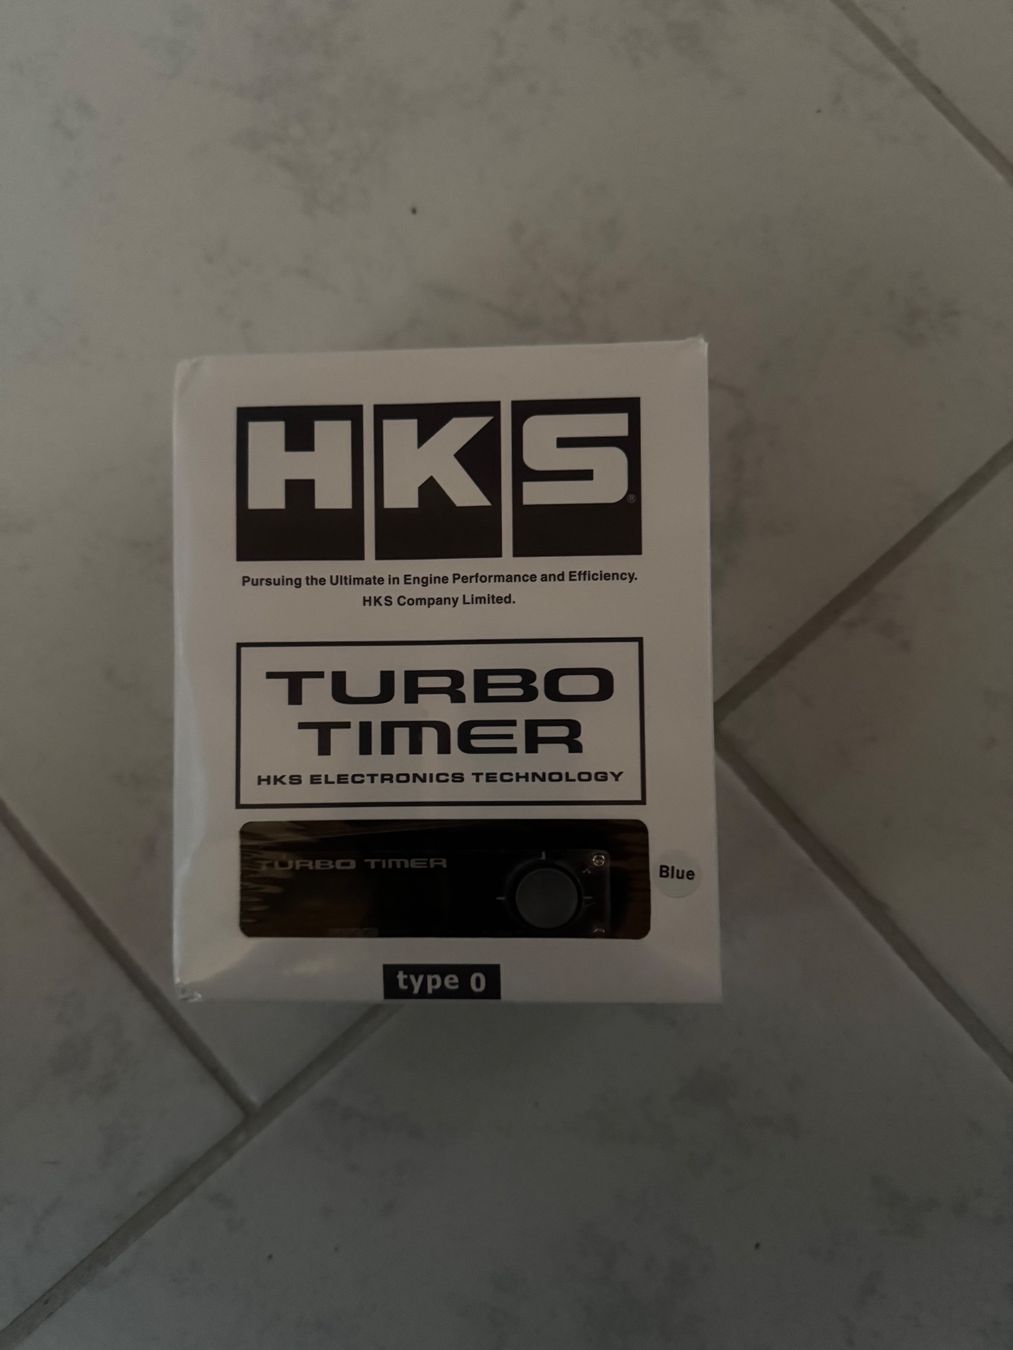 HKS®
Pursuing the Ultimate in Engine Performance and Efficiency.
HKS Company Limited.
TURBO
TIMER
HKS ELECTRONICS TECHNOLOGY
TURBO TIMER
Blue
type 0